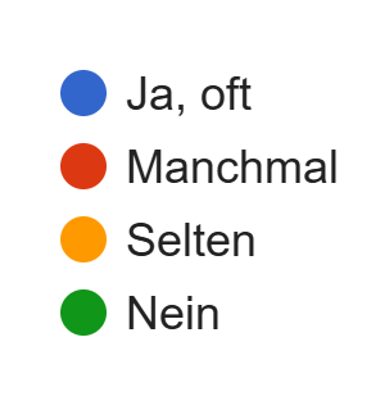 Ja, oft
Manchmal
Selten
Nein